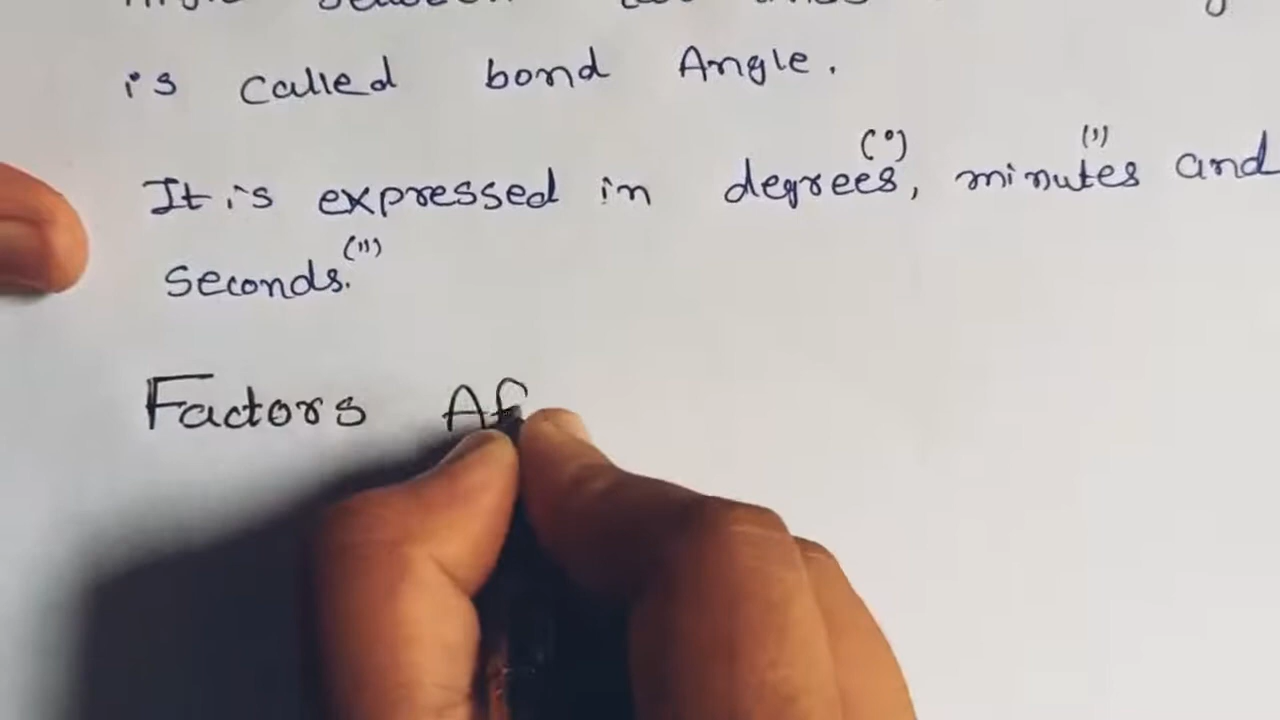 is called bond Angle.
It is expressed in degrees(°), minutes(') and
seconds.('')
Factors Af